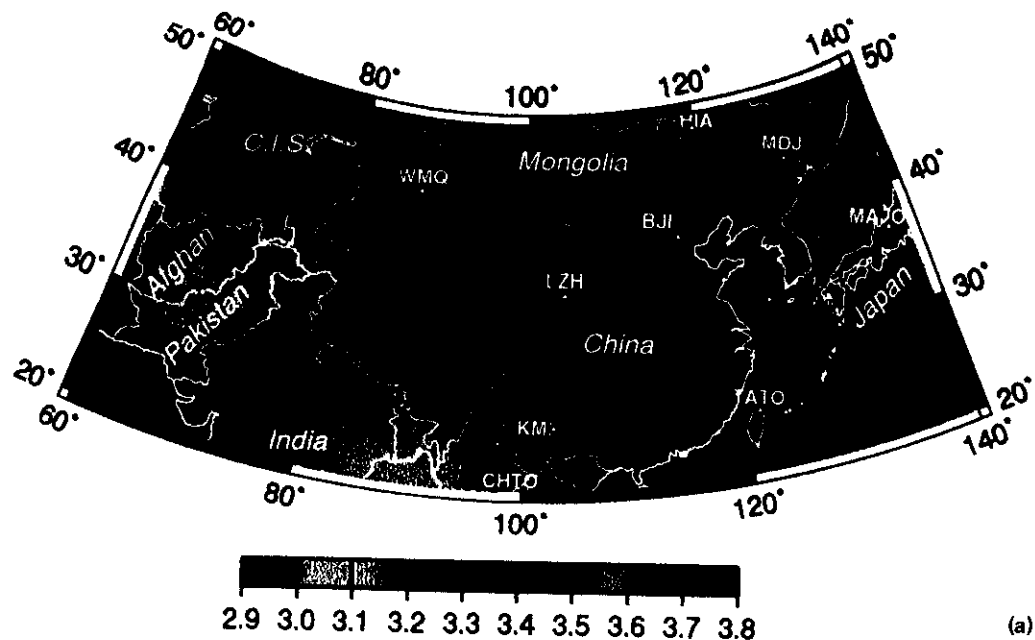 60° 140°
50° 50°
80° 120°
100°
HIA
C.I.S. MDJ
40° Mongolia 40°
WMQ
BJI MAJO
30° Afghan LZH 30°
Pakistan Japan
China
20° ATO 20°
60° KM 140°
India
CHTO
80° 120°
100°
2.9 3.0 3.1 3.2 3.3 3.4 3.5 3.6 3.7 3.8
(a)